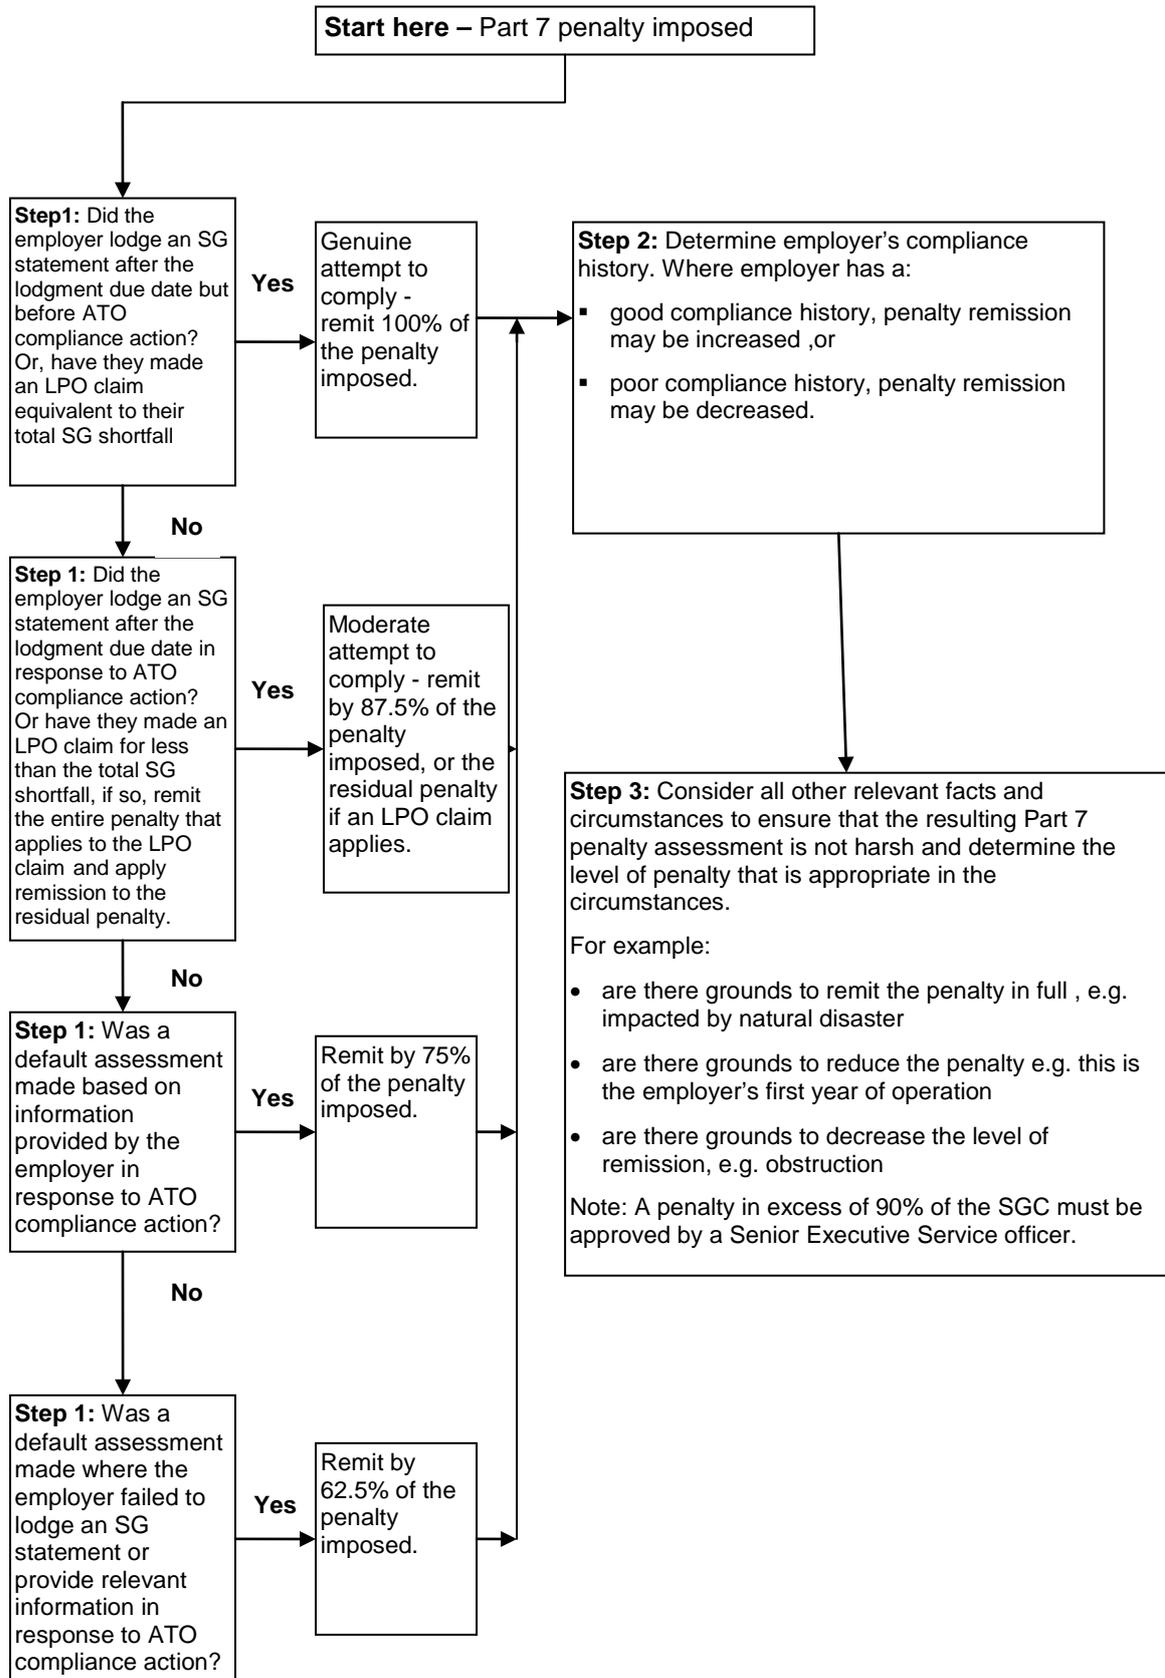 Start here – Part 7 penalty imposed
Step1: Did the
employer lodge an SG
statement after the
lodgment due date but
before ATO
compliance action?
Or, have they made
an LPO claim
equivalent to their
total SG shortfall
Yes
Genuine
attempt to
comply -
remit 100% of
the penalty
imposed.
Step 2: Determine employer’s compliance
history. Where employer has a:
▪ good compliance history, penalty remission
may be increased ,or
▪ poor compliance history, penalty remission
may be decreased.
No
Step 1: Did the
employer lodge an SG
statement after the
lodgment due date in
response to ATO
compliance action?
Or have they made an
LPO claim for less
than the total SG
shortfall, if so, remit
the entire penalty that
applies to the LPO
claim and apply
remission to the
residual penalty.
Yes
Moderate
attempt to
comply - remit
by 87.5% of the
penalty
imposed, or the
residual penalty
if an LPO claim
applies.
Step 3: Consider all other relevant facts and
circumstances to ensure that the resulting Part 7
penalty assessment is not harsh and determine the
level of penalty that is appropriate in the
circumstances.
For example:
• are there grounds to remit the penalty in full , e.g.
impacted by natural disaster
• are there grounds to reduce the penalty e.g. this is
the employer’s first year of operation
• are there grounds to decrease the level of
remission, e.g. obstruction
Note: A penalty in excess of 90% of the SGC must be
approved by a Senior Executive Service officer.
No
Step 1: Was a
default assessment
made based on
information
provided by the
employer in
response to ATO
compliance action?
Yes
Remit by 75%
of the penalty
imposed.
No
Step 1: Was a
default assessment
made where the
employer failed to
lodge an SG
statement or
provide relevant
information in
response to ATO
compliance action?
Yes
Remit by
62.5% of the
penalty
imposed.